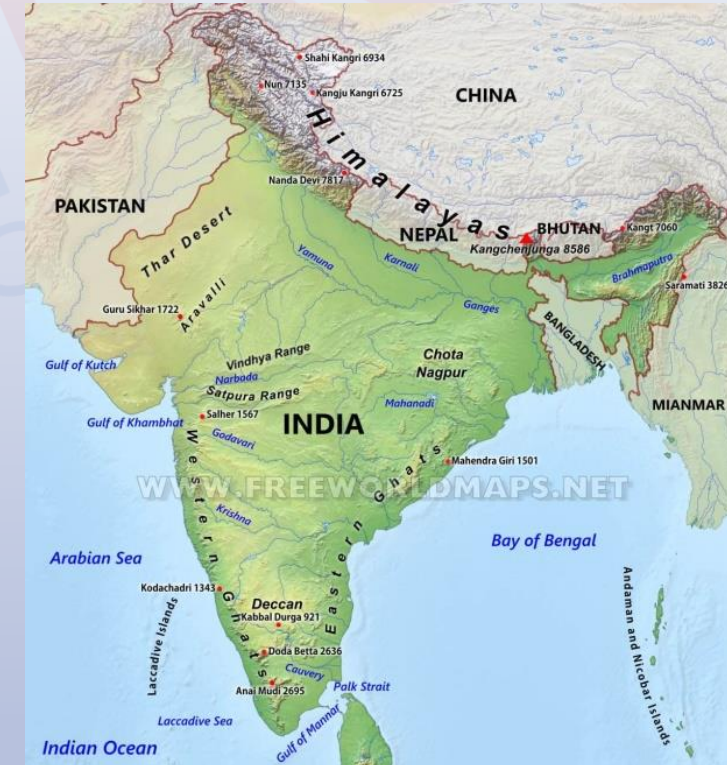 Shahi Kangri 6934
Nun 7135
Kangju Kangri 6725
CHINA
Himalayas
Nanda Devi 7817
PAKISTAN
Thar Desert
NEPAL
BHUTAN
Kangt 7060
Kangchenjunga 8586
Yamuna
Karnali
Brahmaputra
Saramati 3826
Guru Sikhar 1722
Aravalli
Ganges
BANGLADESH
Vindhya Range
Chota
Nagpur
Gulf of Kutch
Narbada
Satpura Range
Mahanadi
MIANMAR
Gulf of Khambhat
Salher 1567
INDIA
Godavari
Western Ghats
Eastern Ghats
Mahendra Giri 1501
WWW.FREEWORLDMAPS.NET
Krishna
Bay of Bengal
Arabian Sea
Kodachadri 1343
Deccan
Kabbal Durga 921
Laccadive Islands
Andaman and Nicobar Islands
Doda Betta 2636
Cauvery
Anai Mudi 2695
Palk Strait
Laccadive Sea
Gulf of Mannar
Indian Ocean